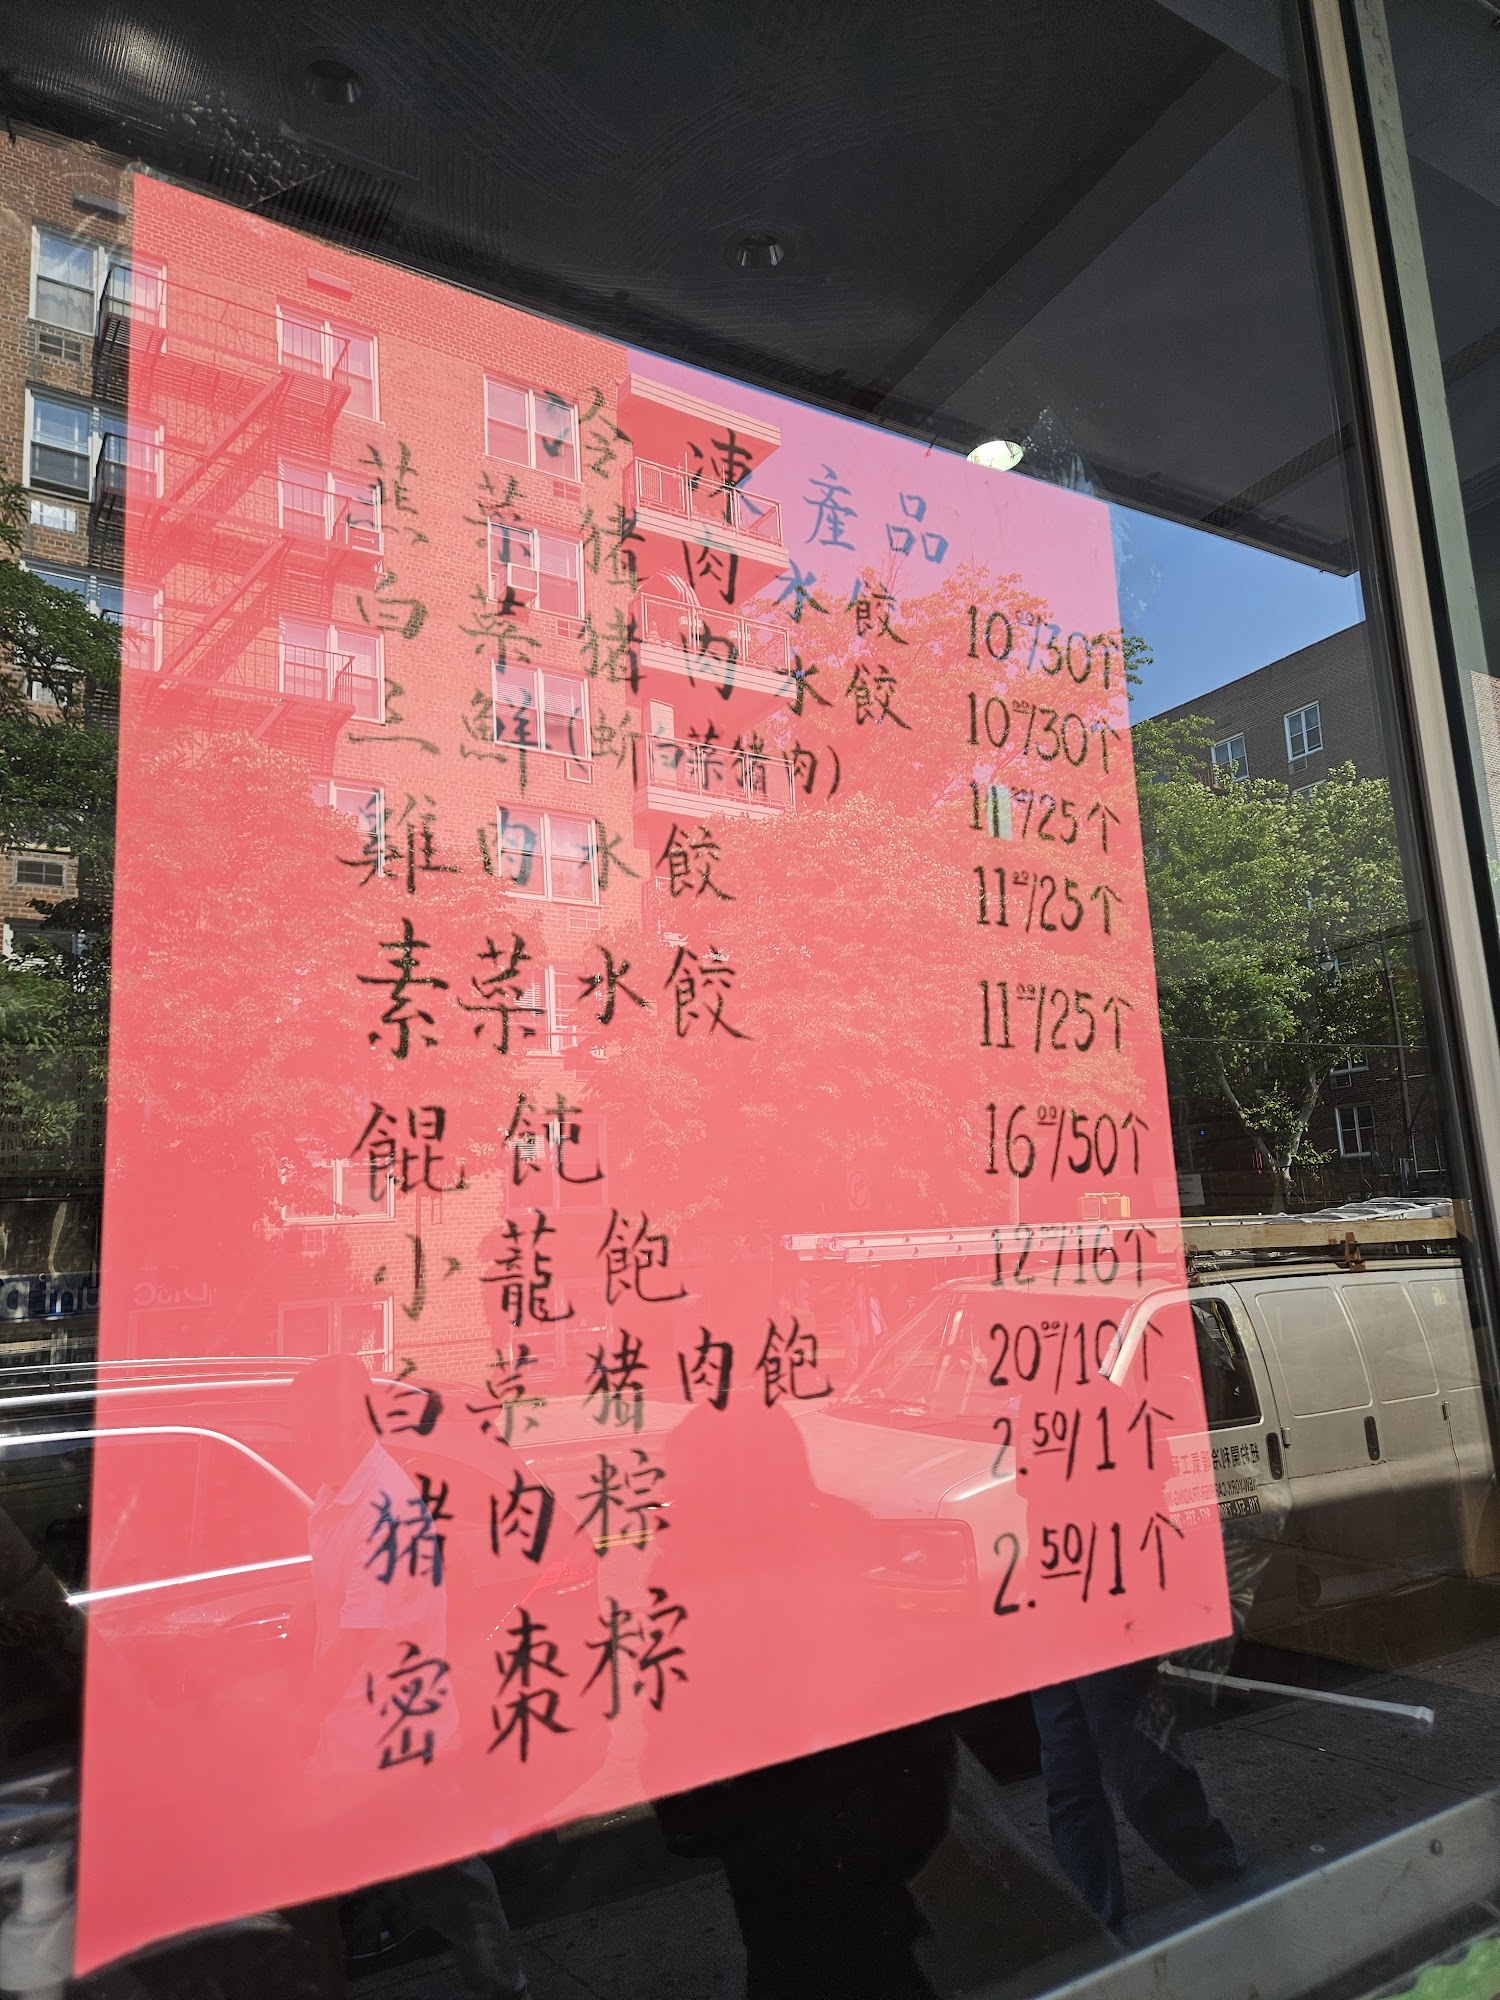 冷凍產品
韭菜猪肉水餃 10.00/30个
白菜猪肉水餃 10.00/30个
三鮮(虾白菜猪肉) 11.00/25个
雞肉水餃 11.00/25个
素菜水餃 11.00/25个
餛飩 16.00/50个
小蘢飽 12.00/16个
白菜猪肉飽 20.00/10个
猪肉粽 2.50/1个
密棗粽 2.50/1个